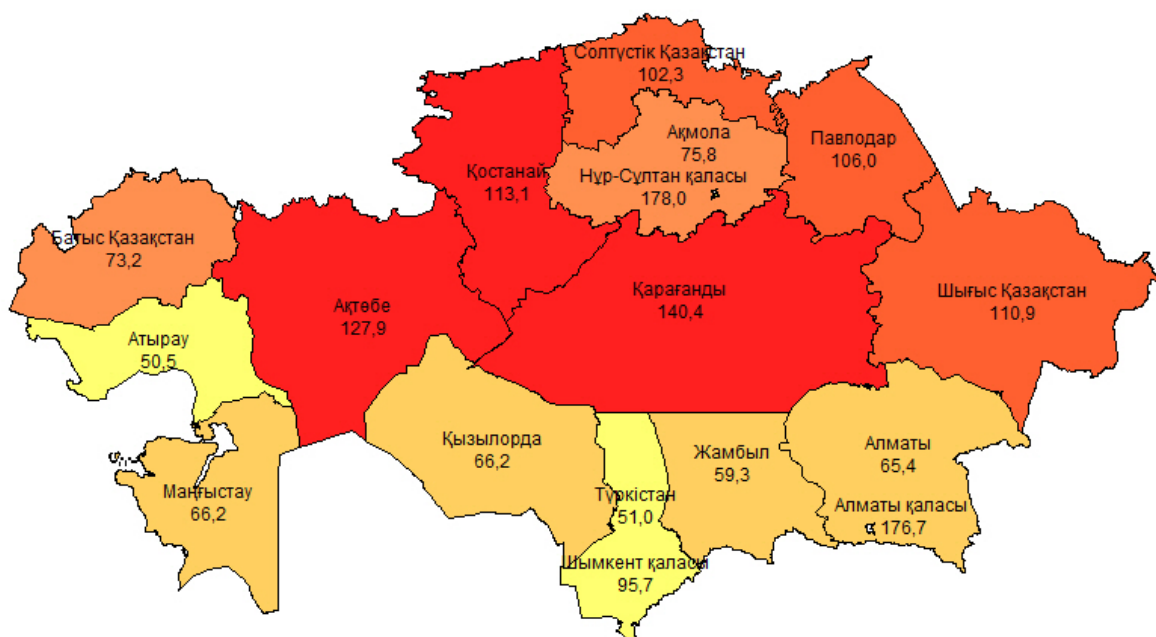 Солтүстік Қазақстан
102,3
Ақмола
75,8
Нұр-Сұлтан қаласы
178,0
Павлодар
106,0
Қостанай
113,1
Батыс Қазақстан
73,2
Ақтөбе
127,9
Қарағанды
140,4
Шығыс Қазақстан
110,9
Атырау
50,5
Қызылорда
66,2
Маңғыстау
66,2
Түркістан
51,0
Шымкент қаласы
95,7
Жамбыл
59,3
Алматы
65,4
Алматы қаласы
176,7